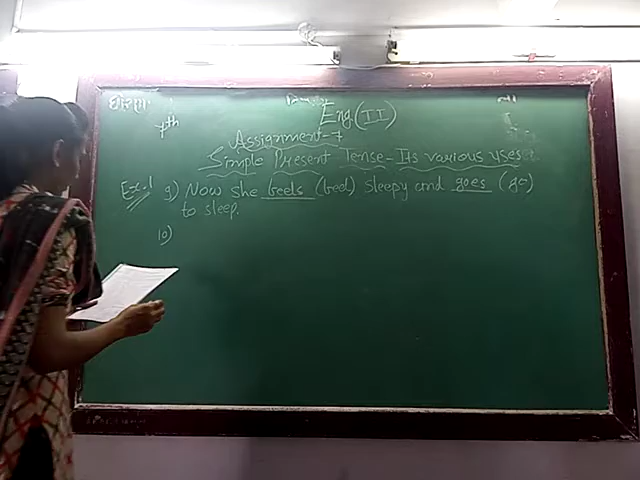 7th
Eng (II)
Assignment-7
Simple Present Tense - Its various uses
Ex.1 9) Now she feels (feel) sleepy and goes (go)
to sleep.
10)